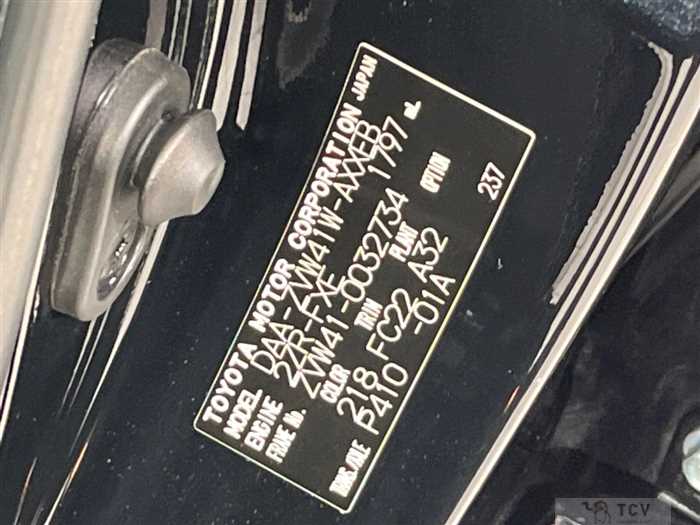 TOYOTA MOTOR CORPORATION JAPAN
MODEL DAA-ZVW41W-AXXEB
ENGINE 2ZR-FXE 1797 mL
FRAME No. ZVW41-0032734
COLOR TRIM PLANT OPTION
218 FC22 A32
TRANS./AXLE P410 -01A 237
TCV